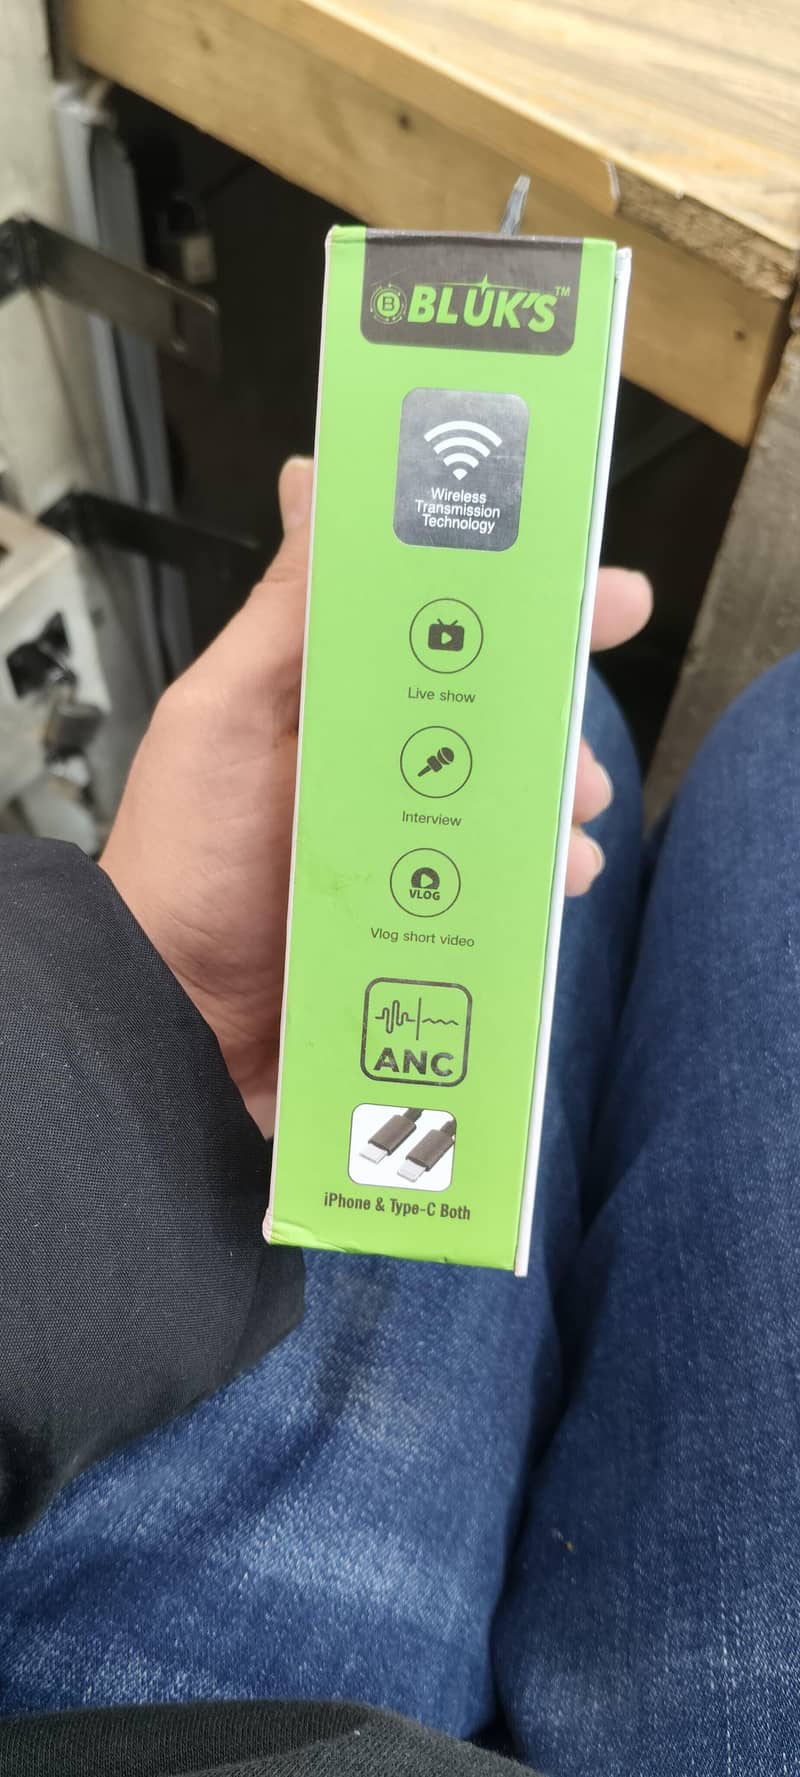 B BLUK'S™
Wireless
Transmission
Technology
Live show
Interview
VLOG
Vlog short video
ANC
iPhone & Type-C Both